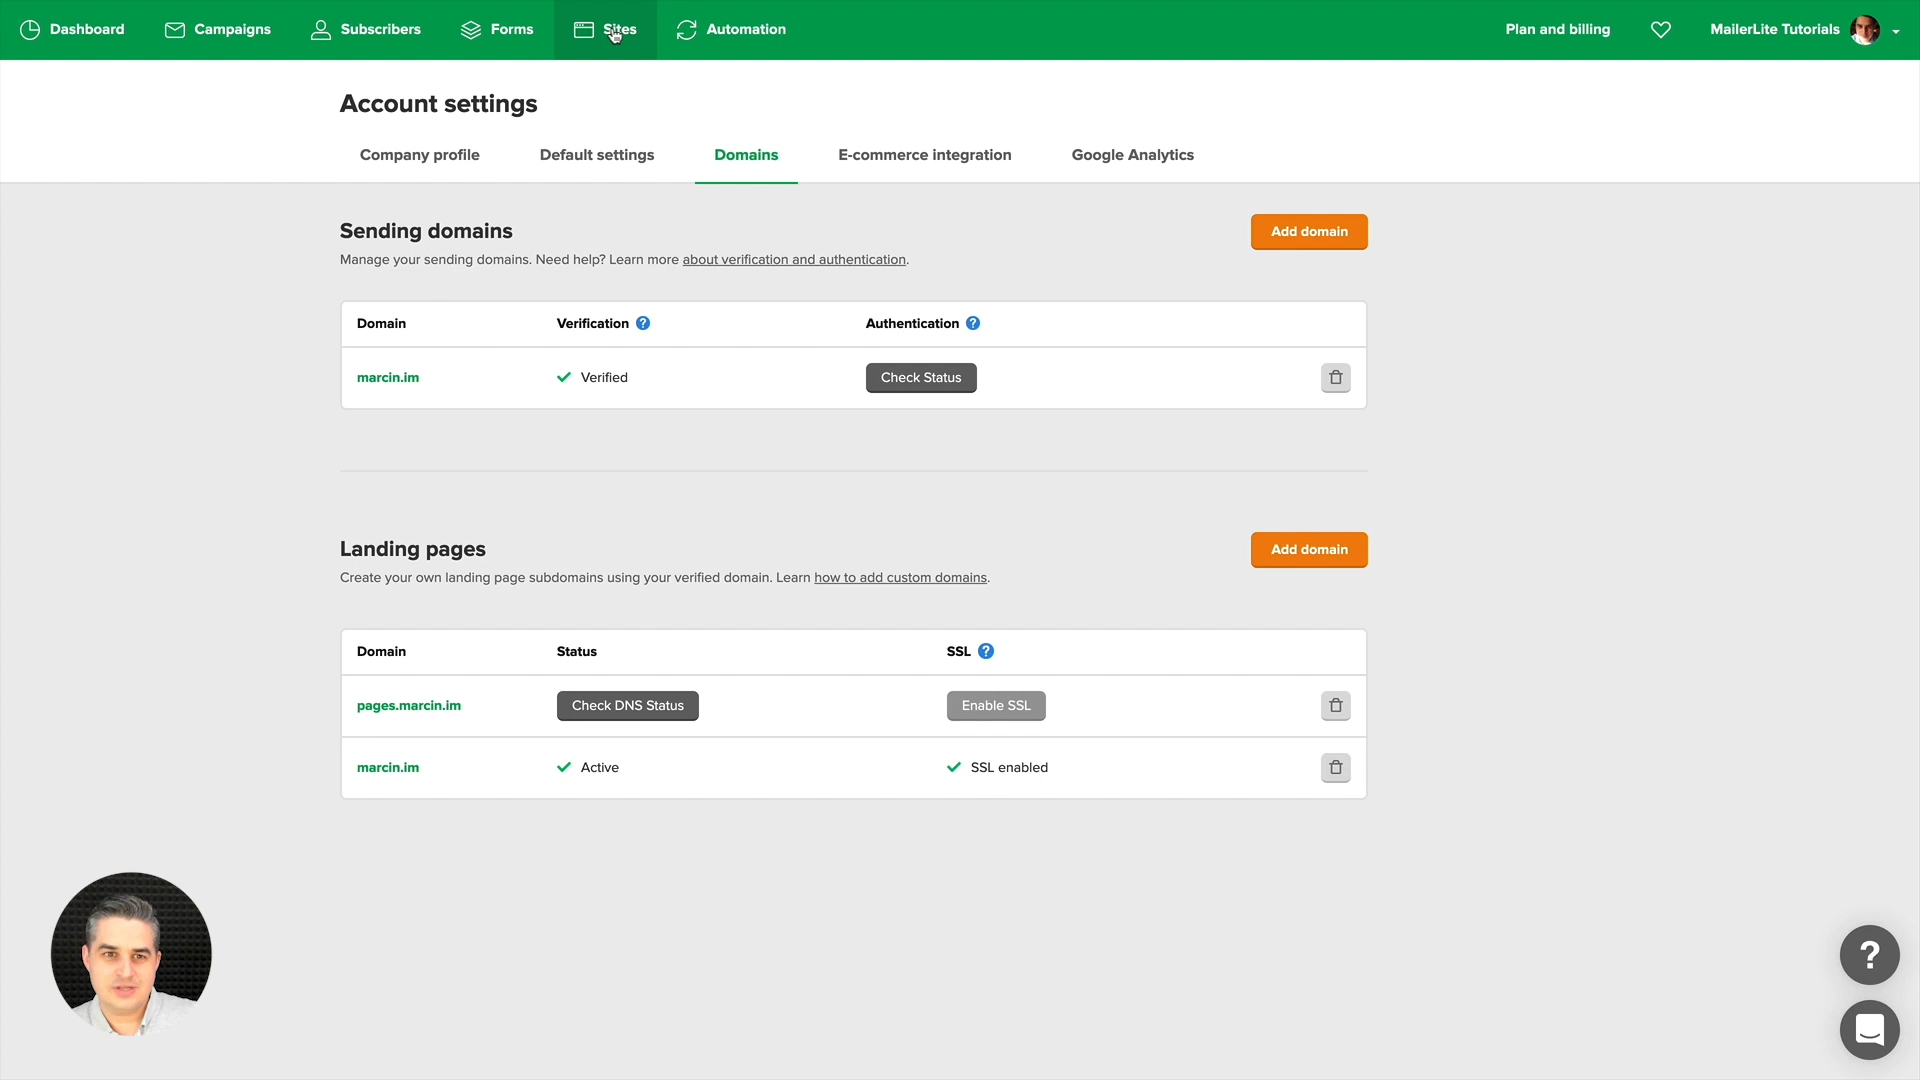 Dashboard
Campaigns
Subscribers
Forms
Sites
Automation
Plan and billing
MailerLite Tutorials
Account settings
Company profile
Default settings
Domains
E-commerce integration
Google Analytics
Sending domains
Add domain
Manage your sending domains. Need help? Learn more about verification and authentication.
Domain
Verification ?
Authentication ?
marcin.im
Verified
Check Status
Landing pages
Add domain
Create your own landing page subdomains using your verified domain. Learn how to add custom domains.
Domain
Status
SSL ?
pages.marcin.im
Check DNS Status
Enable SSL
marcin.im
Active
SSL enabled
?